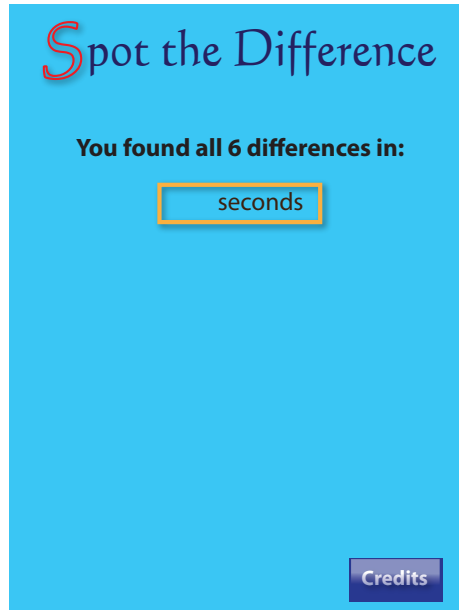 Spot the Difference
You found all 6 differences in:
seconds
Credits